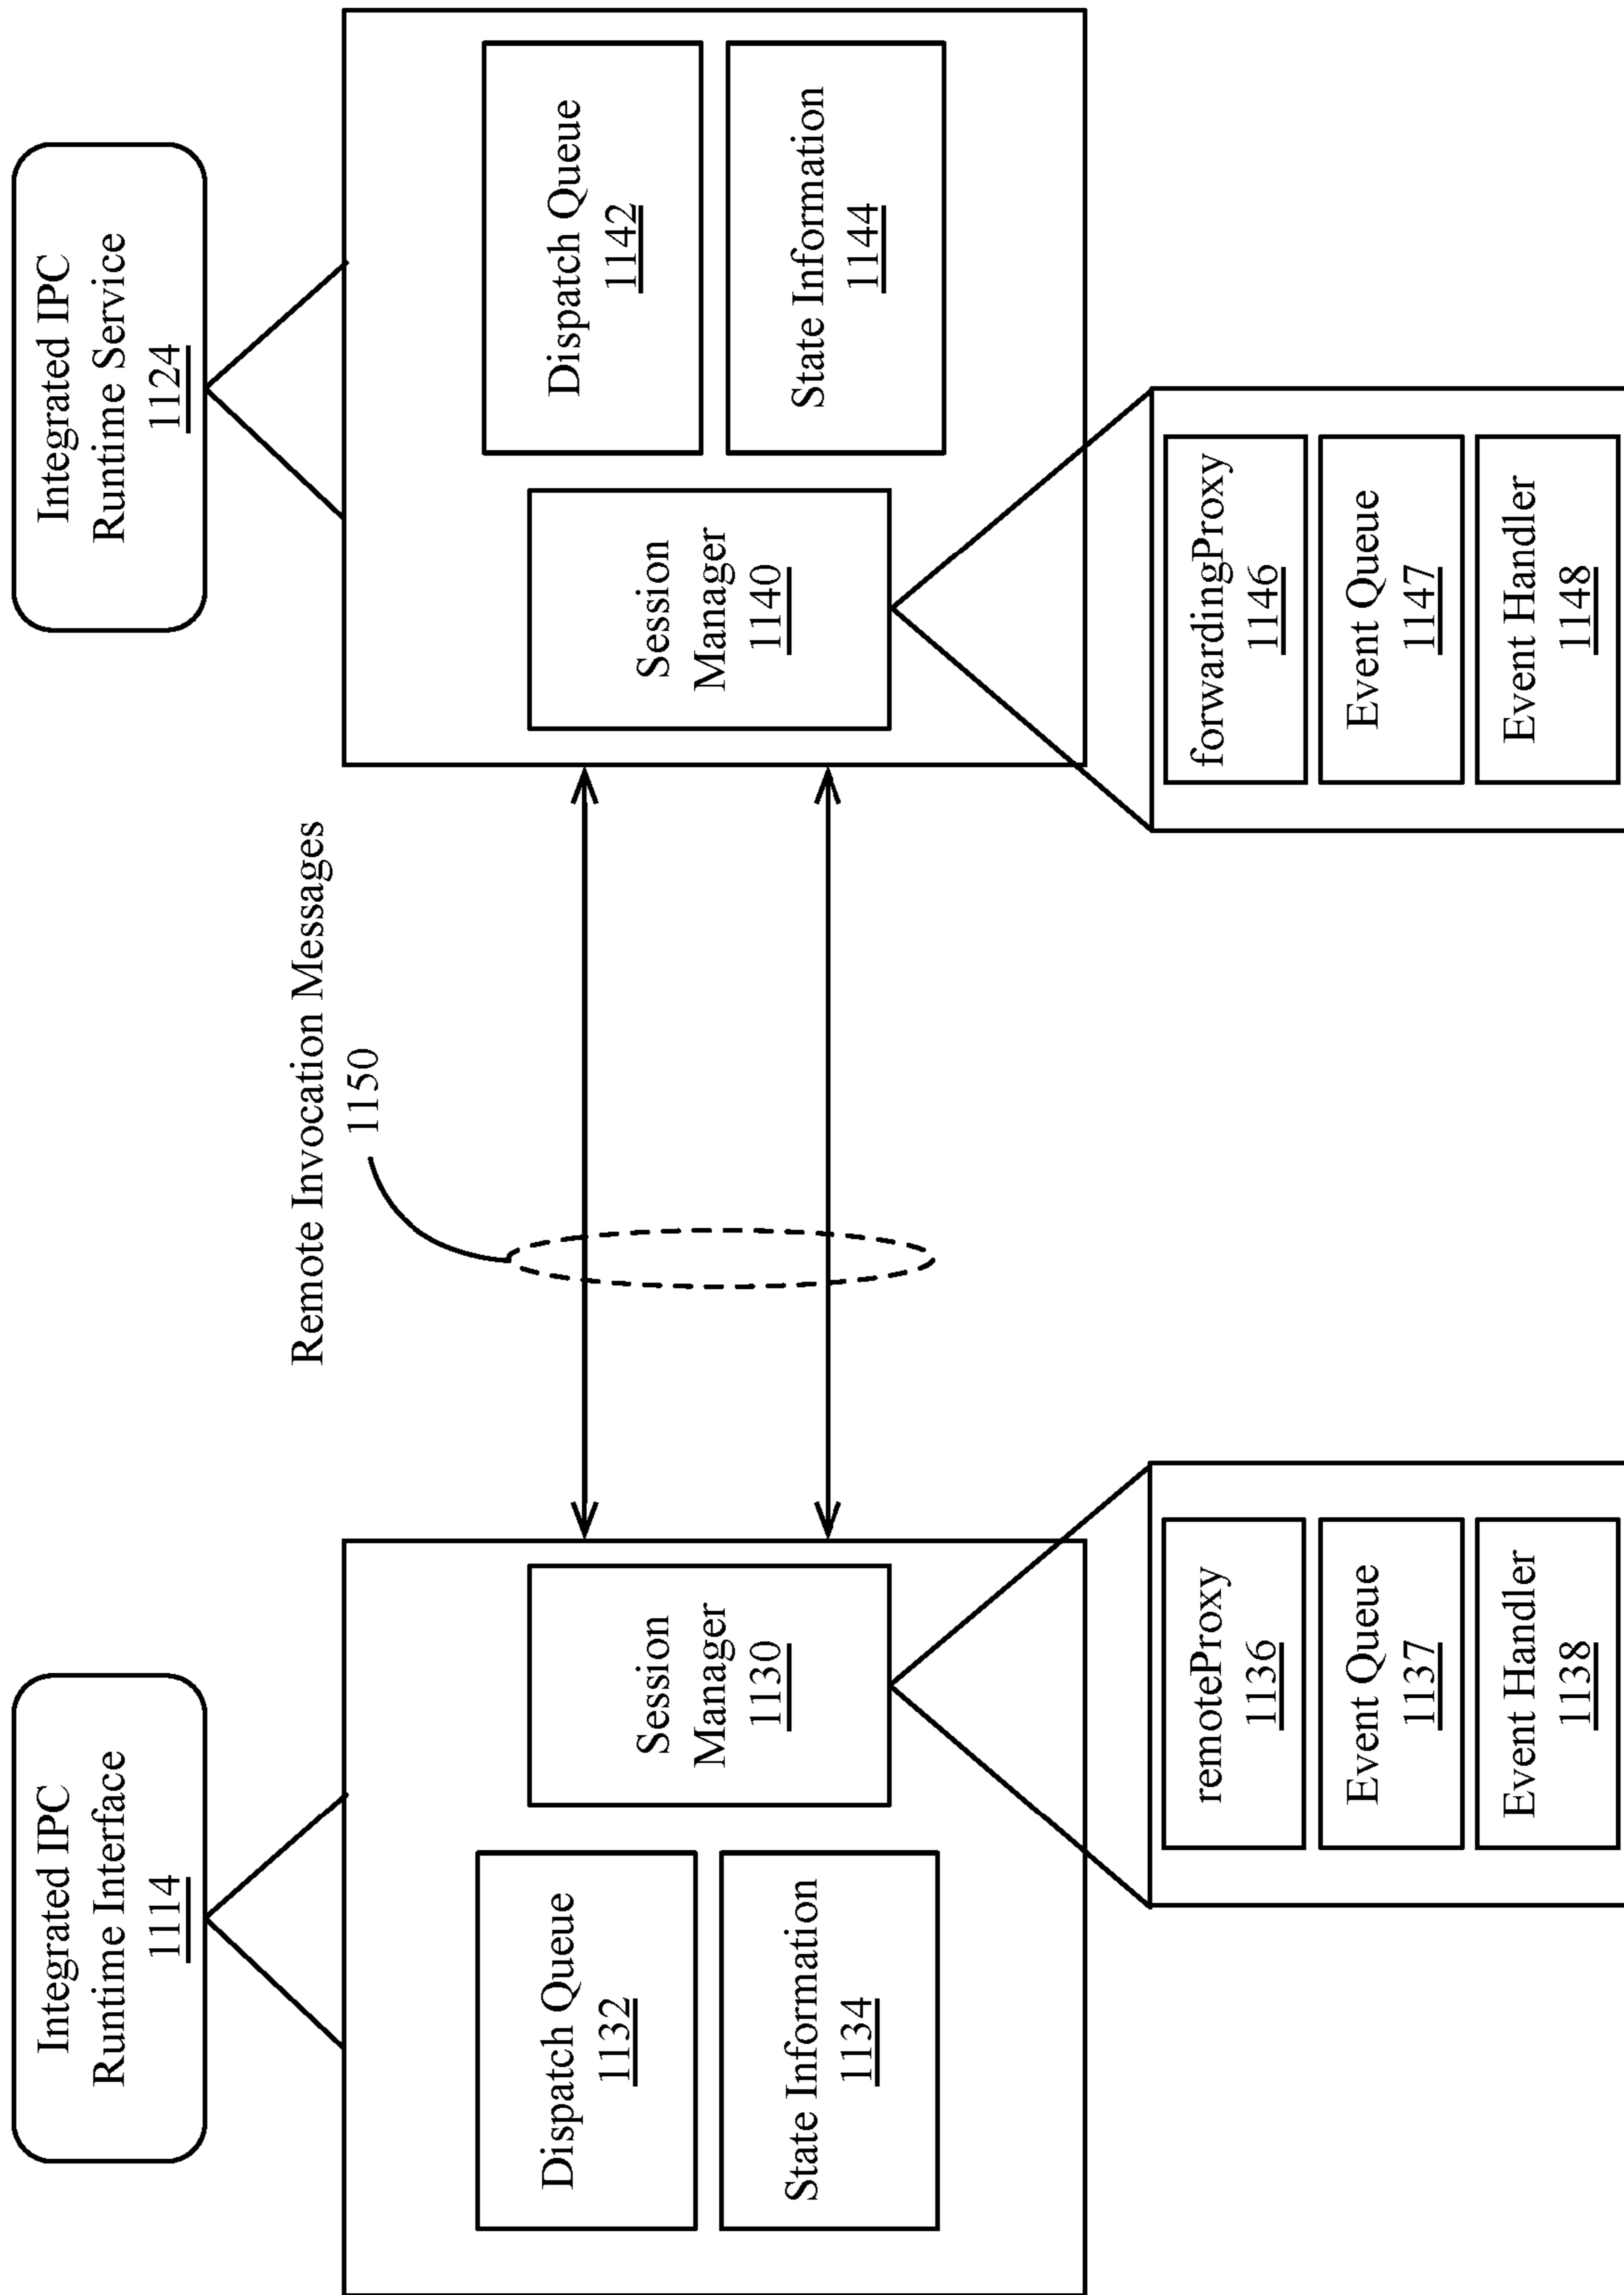 Integrated IPC
Runtime Interface
1114
Dispatch Queue
1132
State Information
1134
Session
Manager
1130
remoteProxy
1136
Event Queue
1137
Event Handler
1138
Remote Invocation Messages
1150
Integrated IPC
Runtime Service
1124
Session
Manager
1140
Dispatch Queue
1142
State Information
1144
forwardingProxy
1146
Event Queue
1147
Event Handler
1148